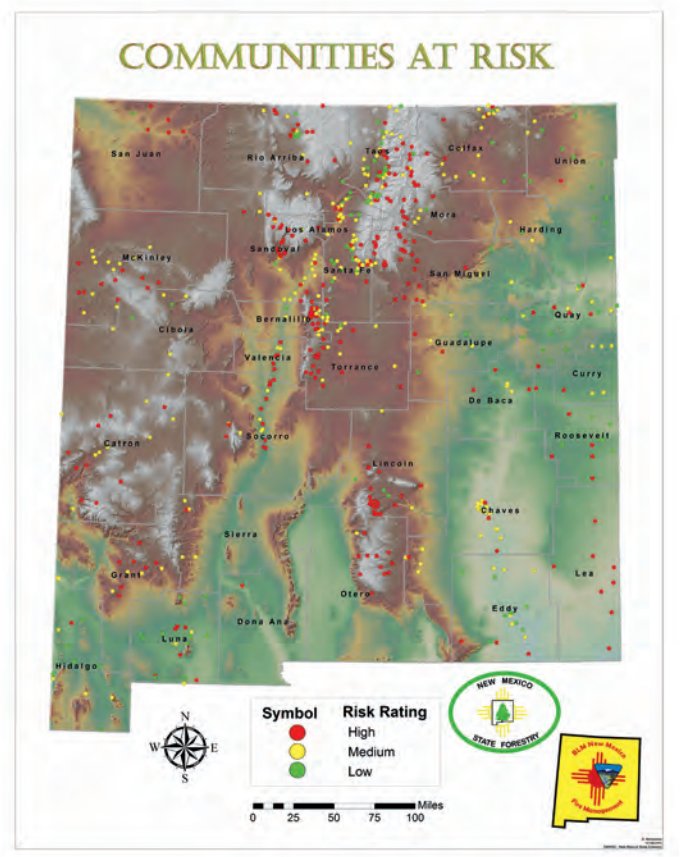 COMMUNITIES AT RISK
San Juan
Rio Arriba
Taos
Colfax
Union
Mora
Los Alamos
Harding
Sandoval
McKinley
Santa Fe
San Miguel
Bernalillo
Quay
Cibola
Guadalupe
Valencia
Torrance
Curry
De Baca
Catron
Socorro
Roosevelt
Lincoln
Chaves
Sierra
Grant
Lea
Otero
Eddy
Dona Ana
Luna
Hidalgo
NEW MEXICO
STATE FORESTRY
N
W
E
S
Symbol Risk Rating
High
Medium
Low
BLM New Mexico
Fire Management
Miles
0 25 50 75 100